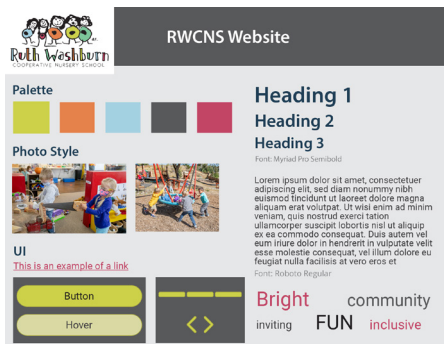 Ruth Washburn
COOPERATIVE NURSERY SCHOOL
RWCNS Website
Palette
Photo Style
UI
This is an example of a link
Button
Hover
Heading 1
Heading 2
Heading 3
Font: Myriad Pro Semibold
Lorem ipsum dolor sit amet, consectetuer
adipiscing elit, sed diam nonummy nibh
euismod tincidunt ut laoreet dolore magna
aliquam erat volutpat. Ut wisi enim ad minim
veniam, quis nostrud exerci tation
ullamcorper suscipit lobortis nisl ut aliquip
ex ea commodo consequat. Duis autem vel
eum iriure dolor in hendrerit in vulputate velit
esse molestie consequat, vel illum dolore eu
feugiat nulla facilisis at vero eros et
Font: Roboto Regular
Bright community
inviting FUN inclusive